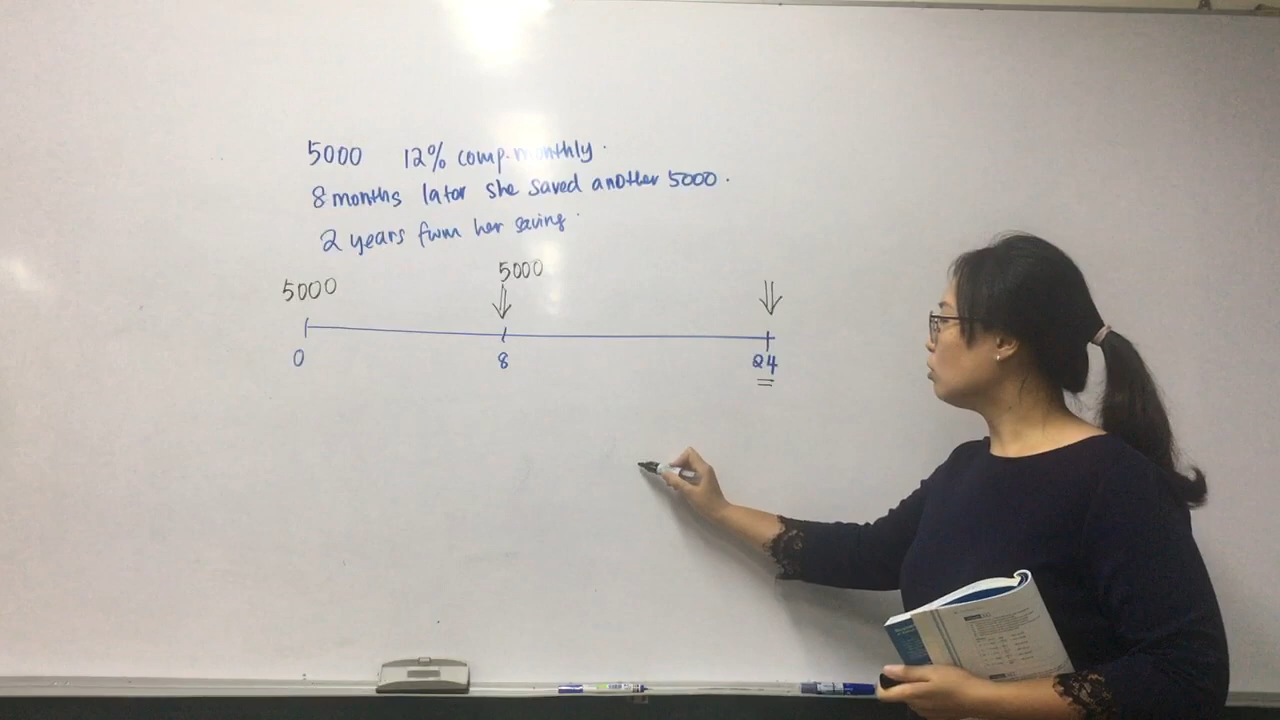 5000 12% comp. monthly.
8 months later she saved another 5000.
2 years from her saving.
5000
5000
0
8
24